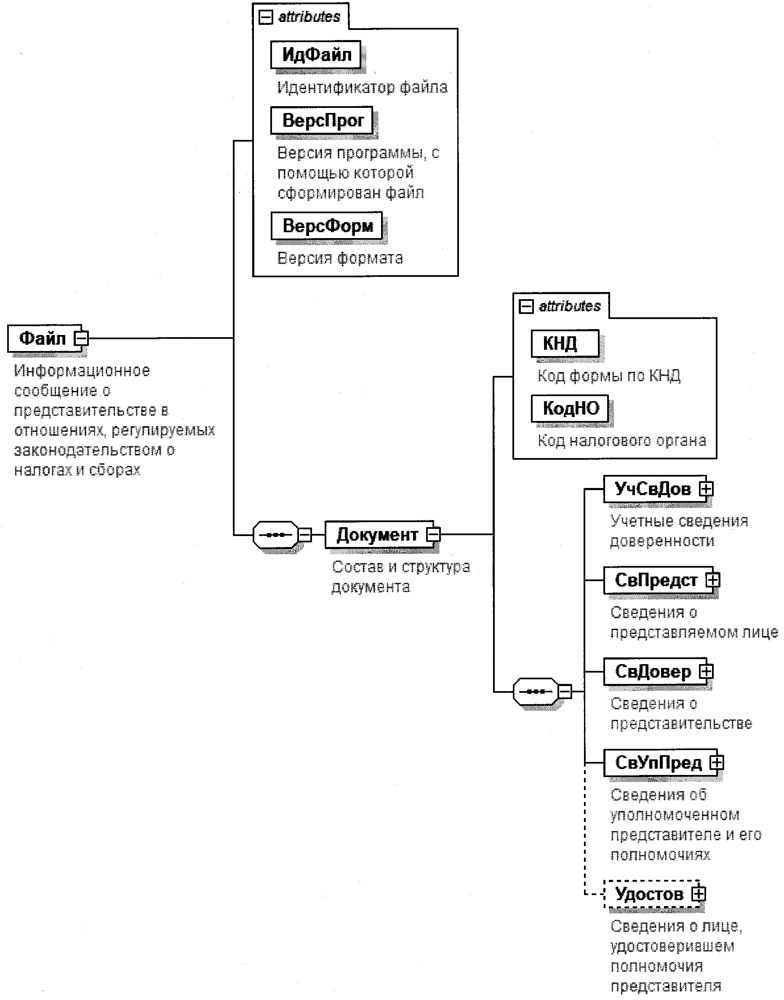 attributes
ИдФайл
Идентификатор файла
ВерсПрог
Версия программы, с
помощью которой
сформирован файл
ВерсФорм
Версия формата
Файл
Информационное
сообщение о
представительстве в
отношениях, регулируемых
законодательством о
налогах и сборах
attributes
КНД
Код формы по КНД
КодНО
Код налогового органа
Документ
Состав и структура
документа
УчСвДов
Учетные сведения
доверенности
СвПредст
Сведения о
представляемом лице
СвДовер
Сведения о
представительстве
СвУпПред
Сведения об
уполномоченном
представителе и его
полномочиях
Удостов
Сведения о лице,
удостоверившем
полномочия
представителя